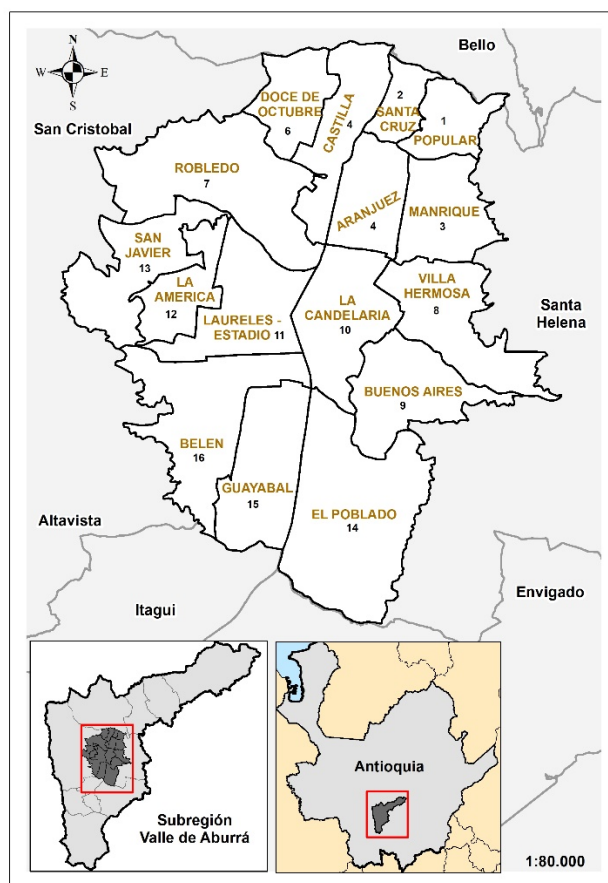 N
W E
S
Bello
San Cristobal
DOCE DE
OCTUBRE
6
CASTILLA
4
2
SANTA
CRUZ
1
POPULAR
ROBLEDO
7
ARANJUEZ
4
MANRIQUE
3
SAN
JAVIER
13
LA
AMERICA
12
LAURELES -
ESTADIO 11
LA
CANDELARIA
10
VILLA
HERMOSA
8
Santa
Helena
BUENOS AIRES
9
BELEN
16
GUAYABAL
15
EL POBLADO
14
Altavista
Itagui
Envigado
Subregión
Valle de Aburrá
Antioquia
1:80.000